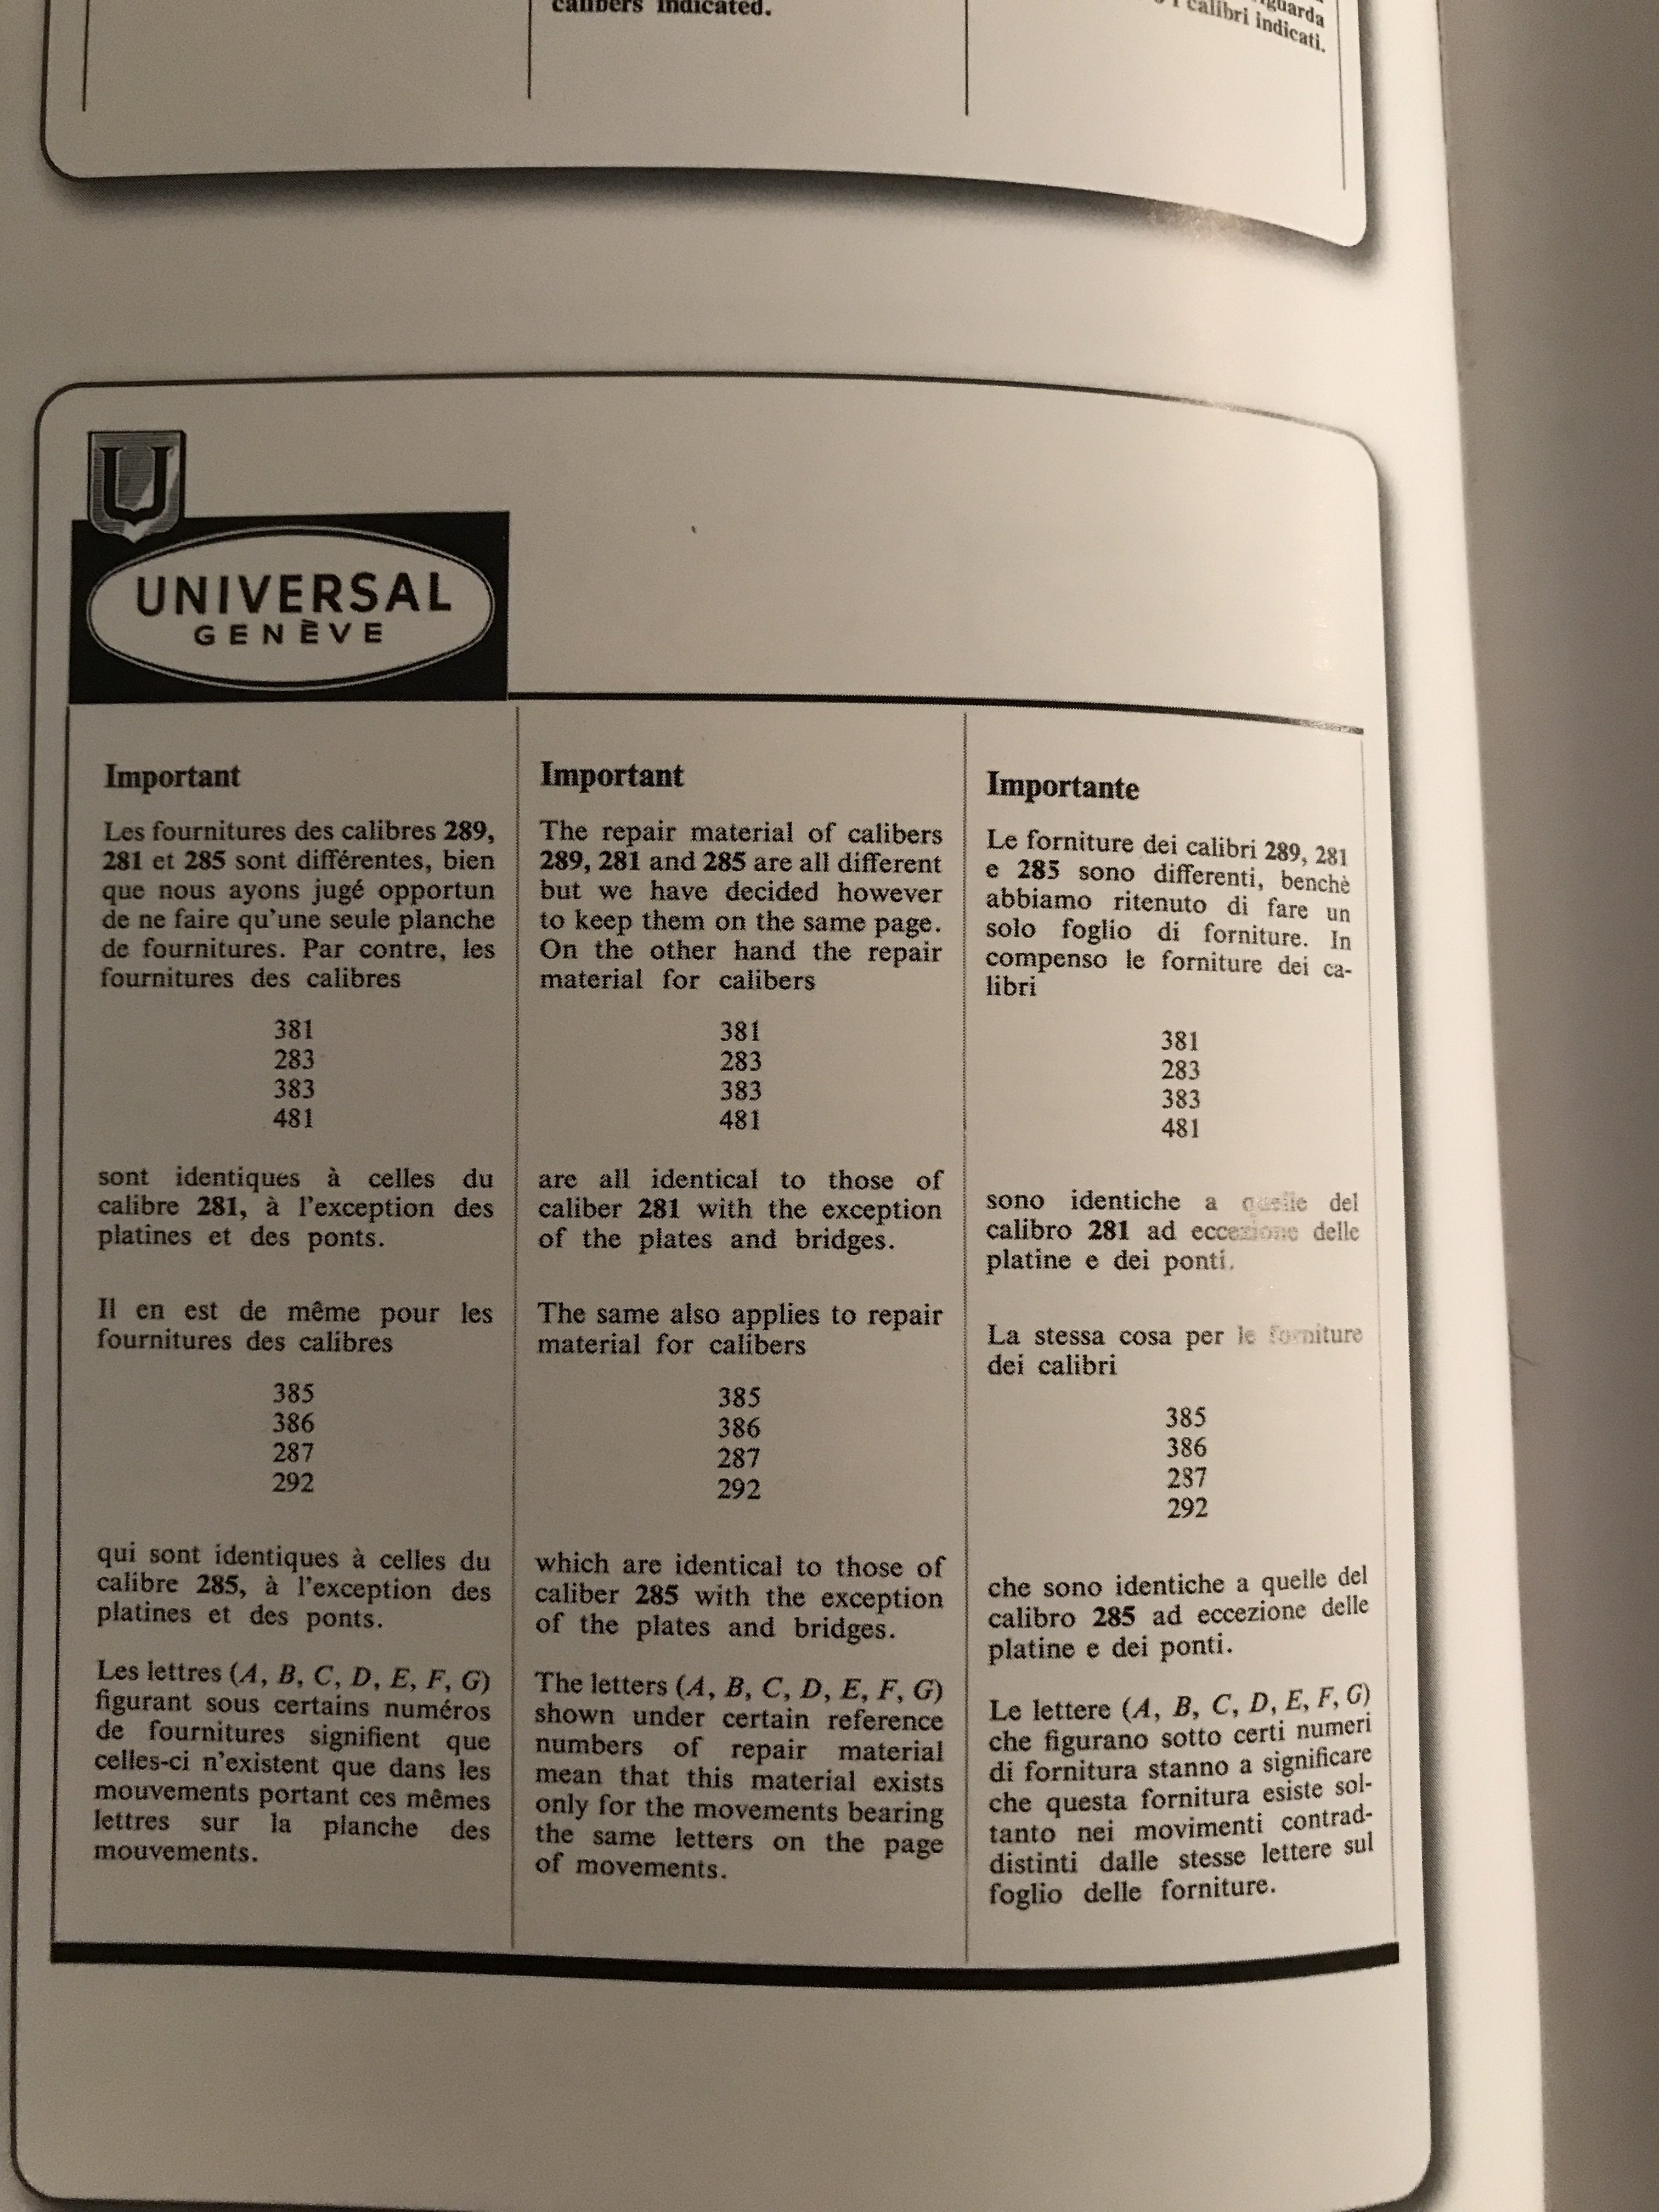 calibers indicated.
calibri indicati.
U
UNIVERSAL
GENÈVE
Important
Les fournitures des calibres 289,
281 et 285 sont différentes, bien
que nous ayons jugé opportun
de ne faire qu'une seule planche
de fournitures. Par contre, les
fournitures des calibres
381
283
383
481
sont identiques à celles du
calibre 281, à l'exception des
platines et des ponts.
Il en est de même pour les
fournitures des calibres
385
386
287
292
qui sont identiques à celles du
calibre 285, à l'exception des
platines et des ponts.
Les lettres (A, B, C, D, E, F, G)
figurant sous certains numéros
de fournitures signifient que
celles-ci n'existent que dans les
mouvements portant ces mêmes
lettres sur la planche des
mouvements.
Important
The repair material of calibers
289, 281 and 285 are all different
but we have decided however
to keep them on the same page.
On the other hand the repair
material for calibers
381
283
383
481
are all identical to those of
caliber 281 with the exception
of the plates and bridges.
The same also applies to repair
material for calibers
385
386
287
292
which are identical to those of
caliber 285 with the exception
of the plates and bridges.
The letters (A, B, C, D, E, F, G)
shown under certain reference
numbers of repair material
mean that this material exists
only for the movements bearing
the same letters on the page
of movements.
Importante
Le forniture dei calibri 289, 281
e 285 sono differenti, benchè
abbiamo ritenuto di fare un
solo foglio di forniture. In
compenso le forniture dei ca-
libri
381
283
383
481
sono identiche a quelle del
calibro 281 ad eccezione delle
platine e dei ponti.
La stessa cosa per le forniture
dei calibri
385
386
287
292
che sono identiche a quelle del
calibro 285 ad eccezione delle
platine e dei ponti.
Le lettere (A, B, C, D, E, F, G)
che figurano sotto certi numeri
di fornitura stanno a significare
che questa fornitura esiste sol-
tanto nei movimenti contrad-
distinti dalle stesse lettere sul
foglio delle forniture.